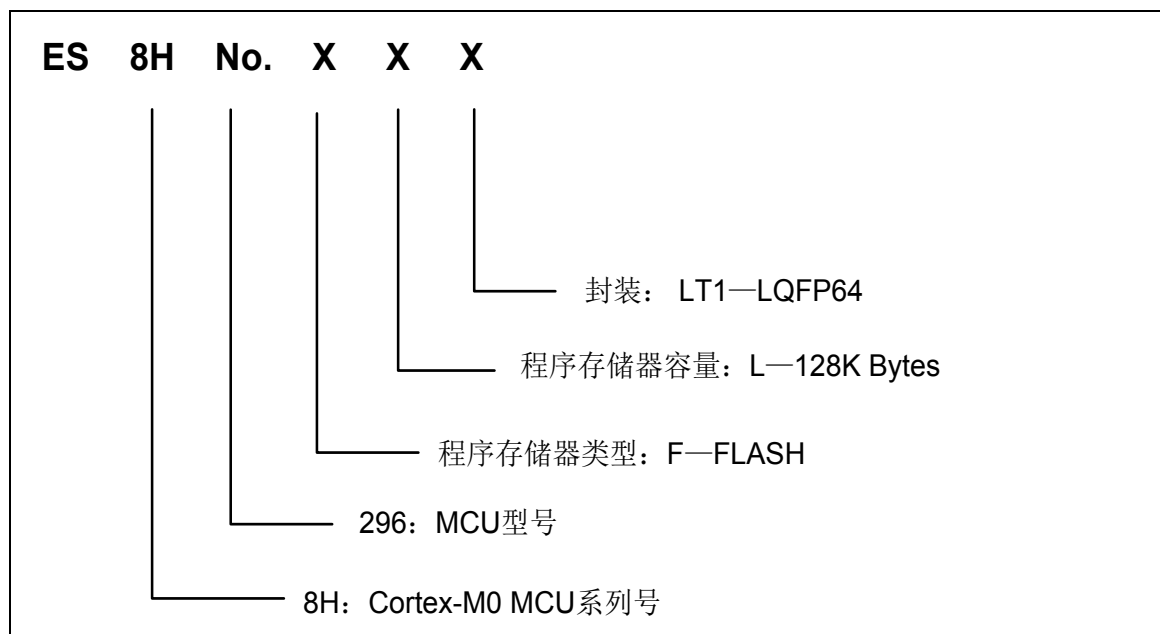 ES 8H No. X X X
封装： LT1—LQFP64
程序存储器容量：L—128K Bytes
程序存储器类型：F—FLASH
296：MCU型号
8H：Cortex-M0 MCU系列号